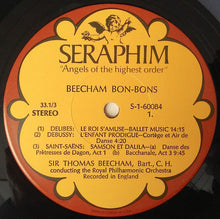 SERAPHIM
"Angels of the highest order"
BEECHAM BON-BONS
33.1/3
STEREO
S-1-60084
1.
(1) DELIBES: LE ROI S'AMUSE—BALLET MUSIC 14:15
(2) DEBUSSY: L'ENFANT PRODIGUE—Cortège et Air de
Danse 4:20
(3) SAINT-SAËNS: SAMSON ET DALILA—(a) Danse des
Prêtresses de Dagon, Act 1 (b) Bacchanale, Act 3 9:45
SIR THOMAS BEECHAM, Bart., C. H.
conducting the Royal Philharmonic Orchestra
Recorded in England